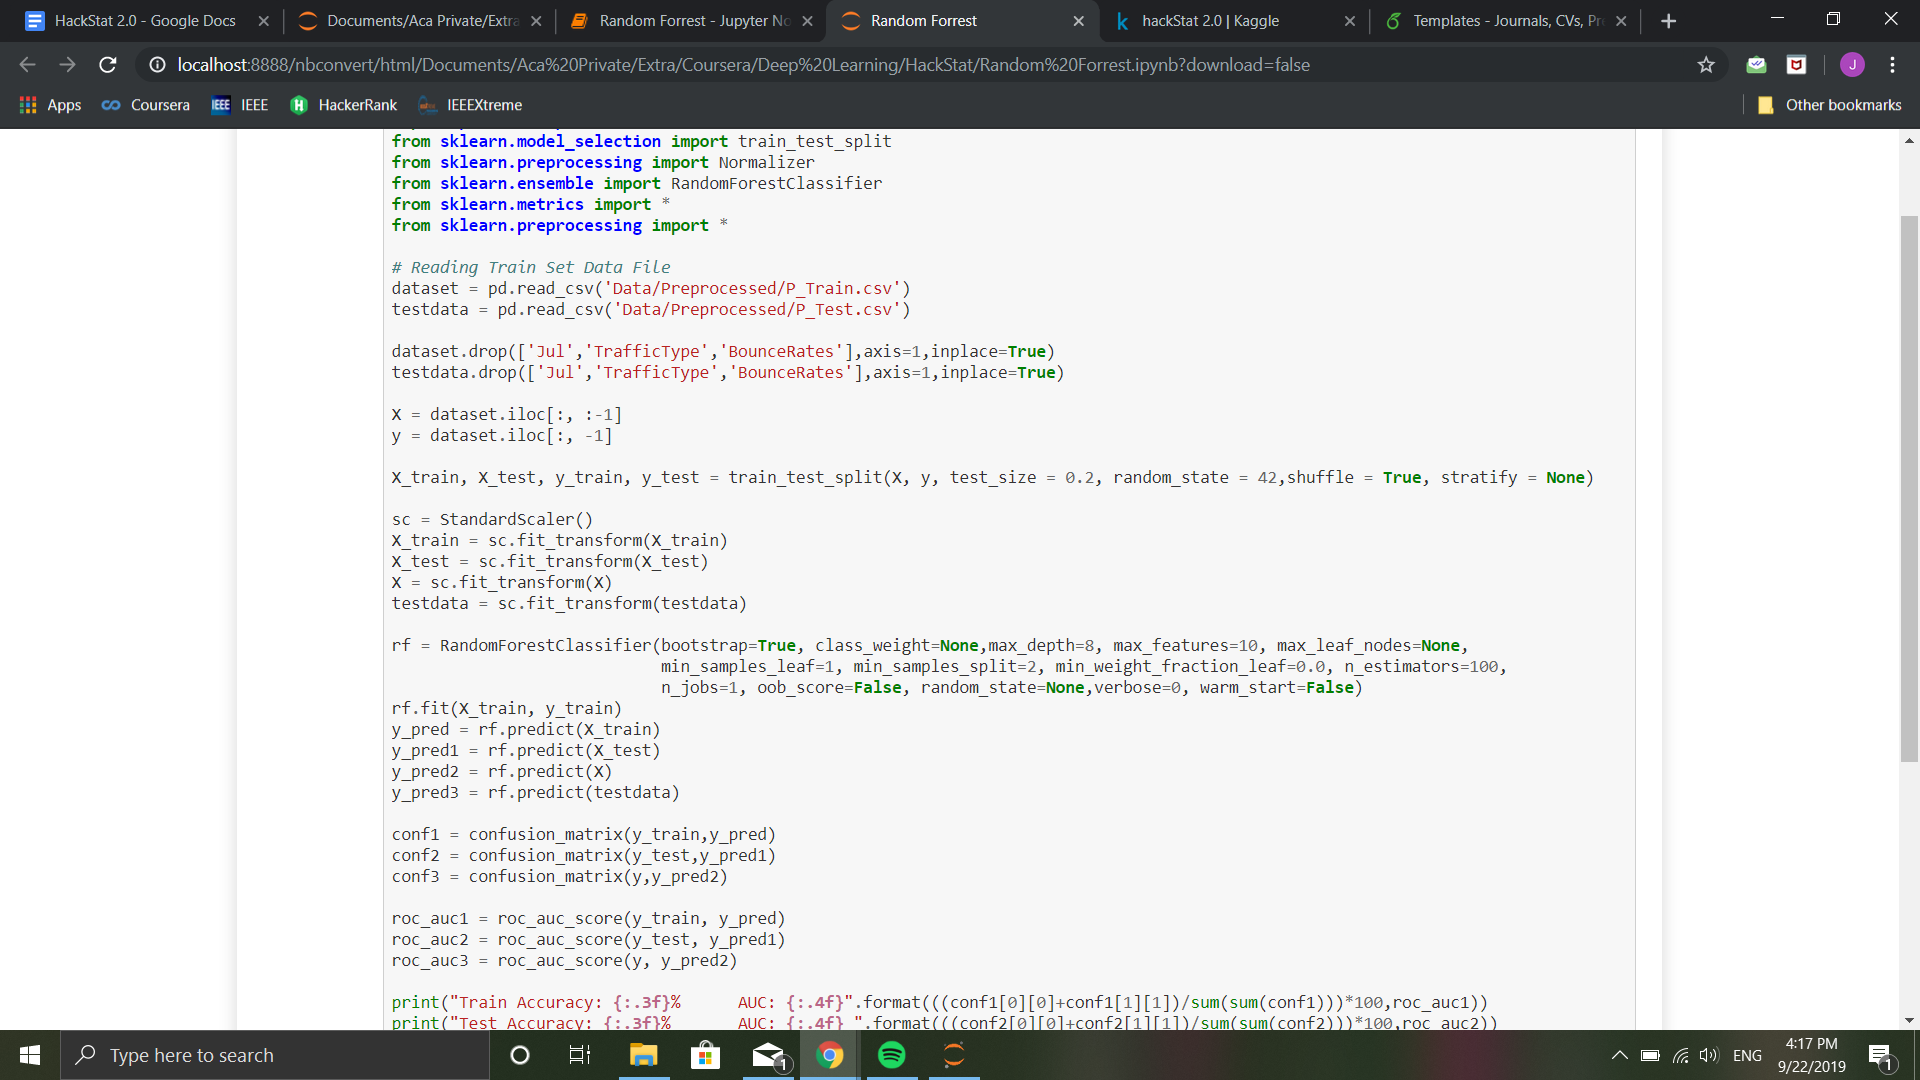 HackStat 2.0 - Google Docs
Documents/Aca Private/Extra
Random Forrest - Jupyter No
Random Forrest
hackStat 2.0 | Kaggle
Templates - Journals, CVs, Pre
localhost:8888/nbconvert/html/Documents/Aca%20Private/Extra/Coursera/Deep%20Learning/HackStat/Random%20Forrest.ipynb?download=false
J
Apps
Coursera
IEEE IEEE
H HackerRank
IEEEXtreme
Other bookmarks
from sklearn.model_selection import train_test_split
from sklearn.preprocessing import Normalizer
from sklearn.ensemble import RandomForestClassifier
from sklearn.metrics import *
from sklearn.preprocessing import *
# Reading Train Set Data File
dataset = pd.read_csv('Data/Preprocessed/P_Train.csv')
testdata = pd.read_csv('Data/Preprocessed/P_Test.csv')
dataset.drop(['Jul','TrafficType','BounceRates'],axis=1,inplace=True)
testdata.drop(['Jul','TrafficType','BounceRates'],axis=1,inplace=True)
X = dataset.iloc[:, :-1]
y = dataset.iloc[:, -1]
X_train, X_test, y_train, y_test = train_test_split(X, y, test_size = 0.2, random_state = 42,shuffle = True, stratify = None)
sc = StandardScaler()
X_train = sc.fit_transform(X_train)
X_test = sc.fit_transform(X_test)
X = sc.fit_transform(X)
testdata = sc.fit_transform(testdata)
rf = RandomForestClassifier(bootstrap=True, class_weight=None,max_depth=8, max_features=10, max_leaf_nodes=None,
min_samples_leaf=1, min_samples_split=2, min_weight_fraction_leaf=0.0, n_estimators=100,
n_jobs=1, oob_score=False, random_state=None,verbose=0, warm_start=False)
rf.fit(X_train, y_train)
y_pred = rf.predict(X_train)
y_pred1 = rf.predict(X_test)
y_pred2 = rf.predict(X)
y_pred3 = rf.predict(testdata)
conf1 = confusion_matrix(y_train,y_pred)
conf2 = confusion_matrix(y_test,y_pred1)
conf3 = confusion_matrix(y,y_pred2)
roc_auc1 = roc_auc_score(y_train, y_pred)
roc_auc2 = roc_auc_score(y_test, y_pred1)
roc_auc3 = roc_auc_score(y, y_pred2)
print("Train Accuracy: {:.3f}%      AUC: {:.4f}".format(((conf1[0][0]+conf1[1][1])/sum(sum(conf1)))*100,roc_auc1))
print("Test Accuracy: {:.3f}%       AUC: {:.4f} ".format(((conf2[0][0]+conf2[1][1])/sum(sum(conf2)))*100,roc_auc2))
Type here to search
1
ENG
4:17 PM
9/22/2019
1